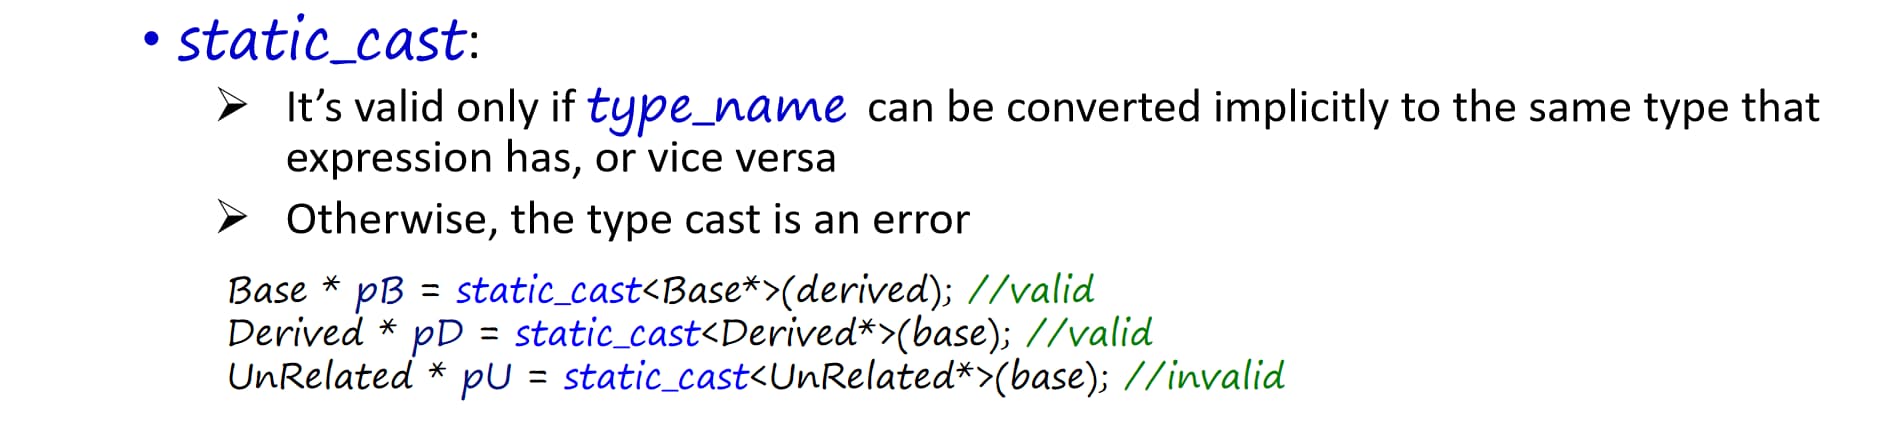 • static_cast:
➢ It’s valid only if type_name can be converted implicitly to the same type that
expression has, or vice versa
➢ Otherwise, the type cast is an error
Base * pB = static_cast<Base*>(derived); //valid
Derived * pD = static_cast<Derived*>(base); //valid
UnRelated * pU = static_cast<UnRelated*>(base); //invalid